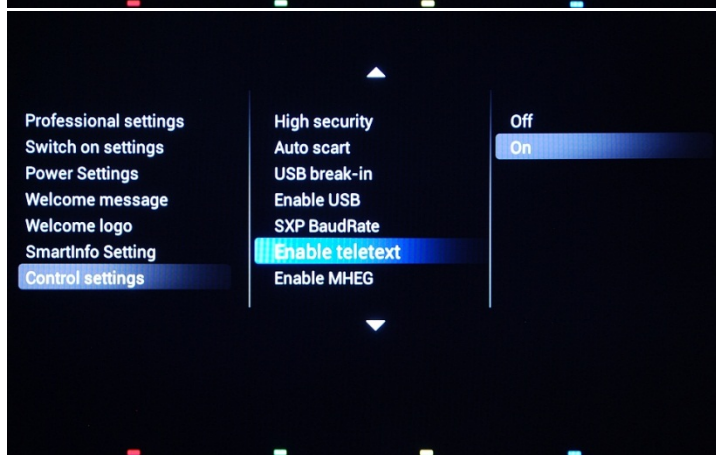 Professional settings
Switch on settings
Power Settings
Welcome message
Welcome logo
SmartInfo Setting
Control settings
High security
Auto scart
USB break-in
Enable USB
SXP BaudRate
Enable teletext
Enable MHEG
Off
On